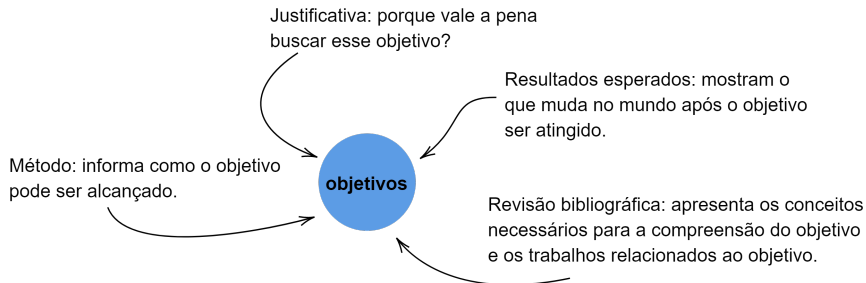 Justificativa: porque vale a pena
buscar esse objetivo?
Resultados esperados: mostram o
que muda no mundo após o objetivo
ser atingido.
Método: informa como o objetivo
pode ser alcançado.
objetivos
Revisão bibliográfica: apresenta os conceitos
necessários para a compreensão do objetivo
e os trabalhos relacionados ao objetivo.